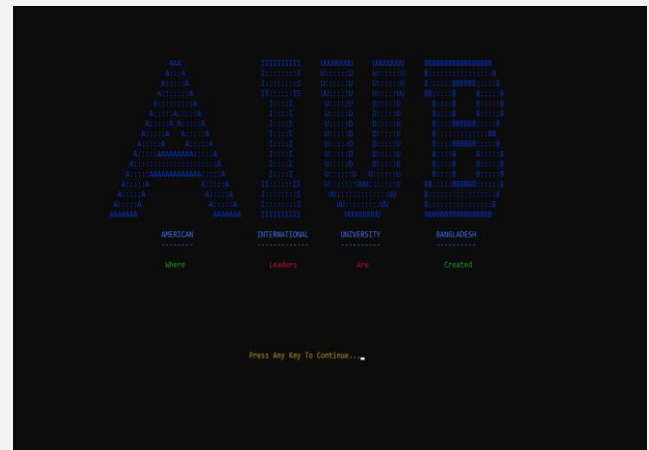 AIUB
AMERICAN INTERNATIONAL UNIVERSITY BANGLADESH
-------- ------------- ---------- ----------
Where Leaders Are Created
Press Any Key To Continue...